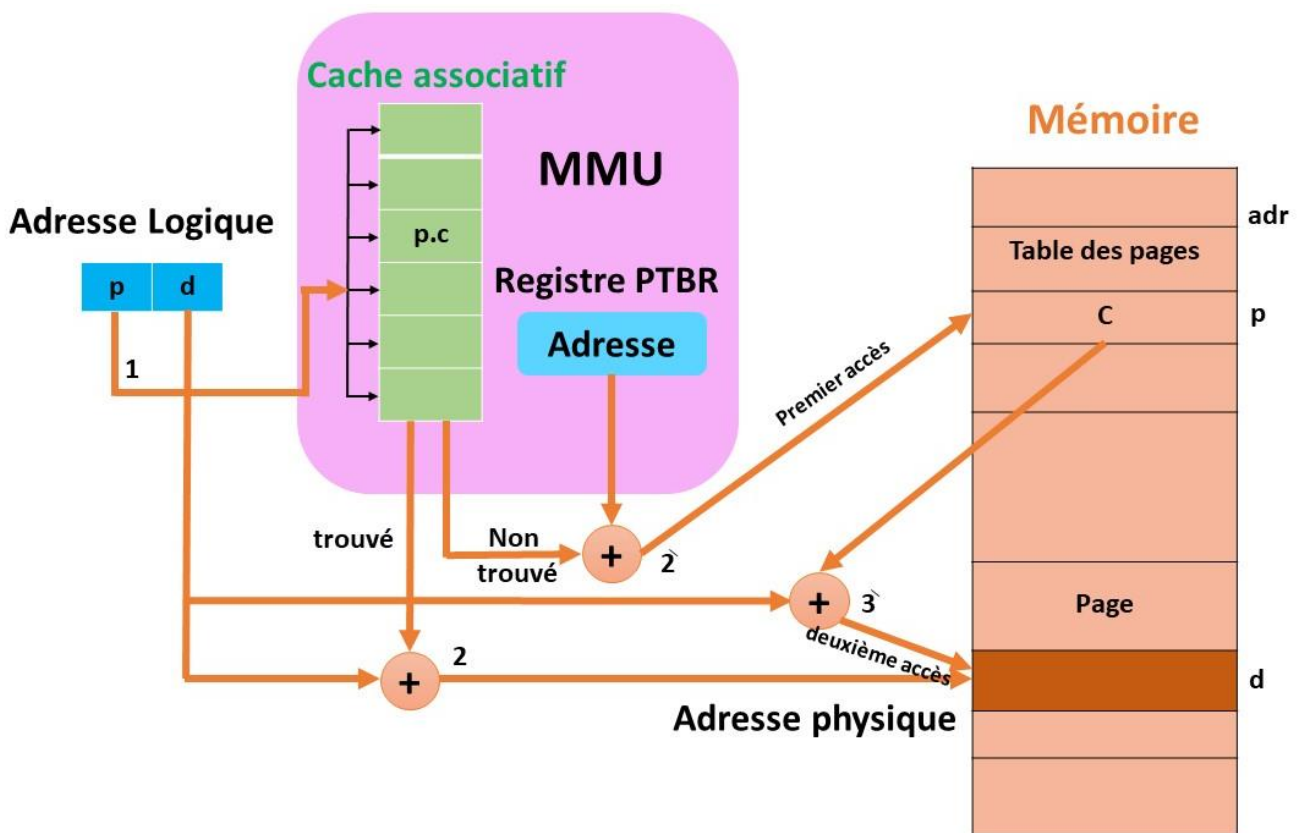 Cache associatif
MMU
Mémoire
Adresse Logique
adr
p.c
Table des pages
p
d
Registre PTBR
C
p
Adresse
1
Premier accès
trouvé
Non
trouvé
+
2`
+
3`
Page
deuxième accès
+
2
d
Adresse physique